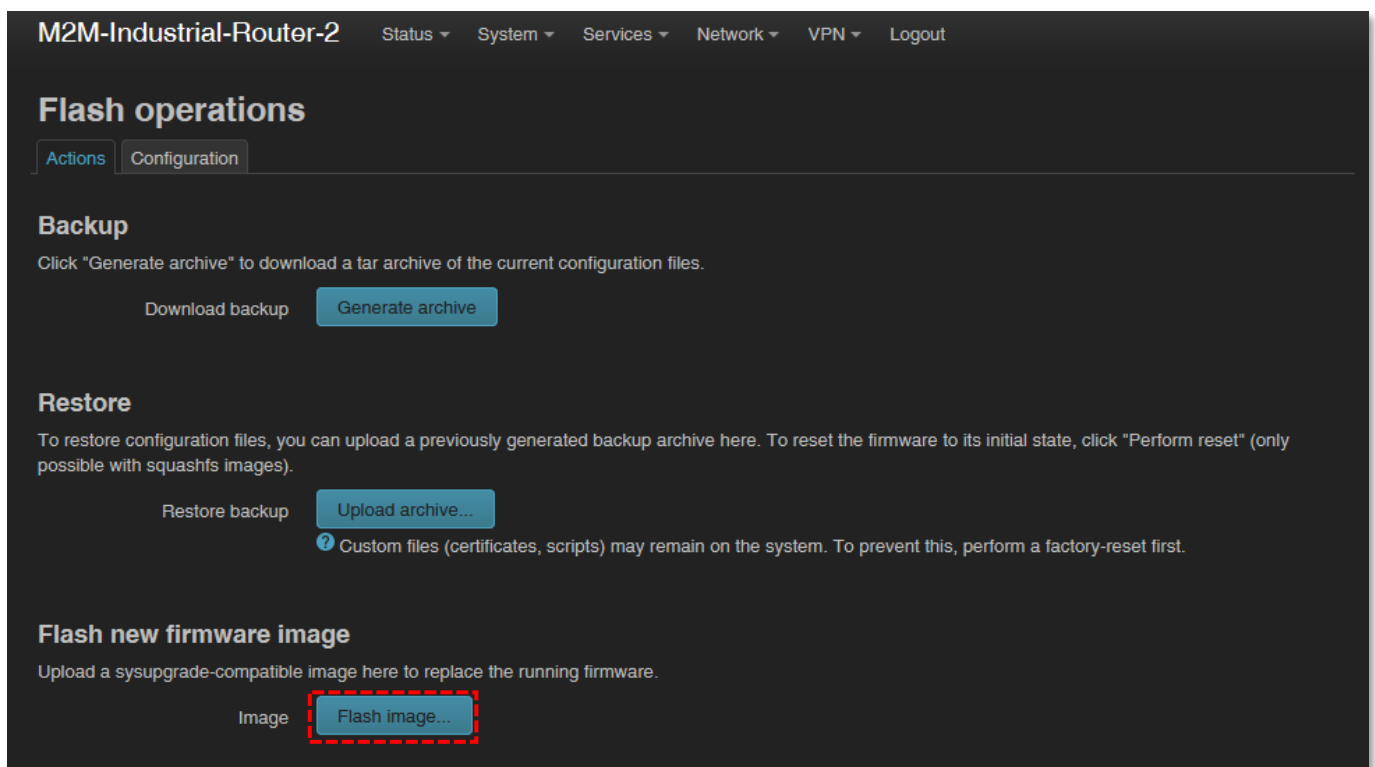 M2M-Industrial-Router-2 Status System Services Network VPN Logout
Flash operations
Actions Configuration
Backup
Click "Generate archive" to download a tar archive of the current configuration files.
Download backup Generate archive
Restore
To restore configuration files, you can upload a previously generated backup archive here. To reset the firmware to its initial state, click "Perform reset" (only
possible with squashfs images).
Restore backup Upload archive...
? Custom files (certificates, scripts) may remain on the system. To prevent this, perform a factory-reset first.
Flash new firmware image
Upload a sysupgrade-compatible image here to replace the running firmware.
Image Flash image...